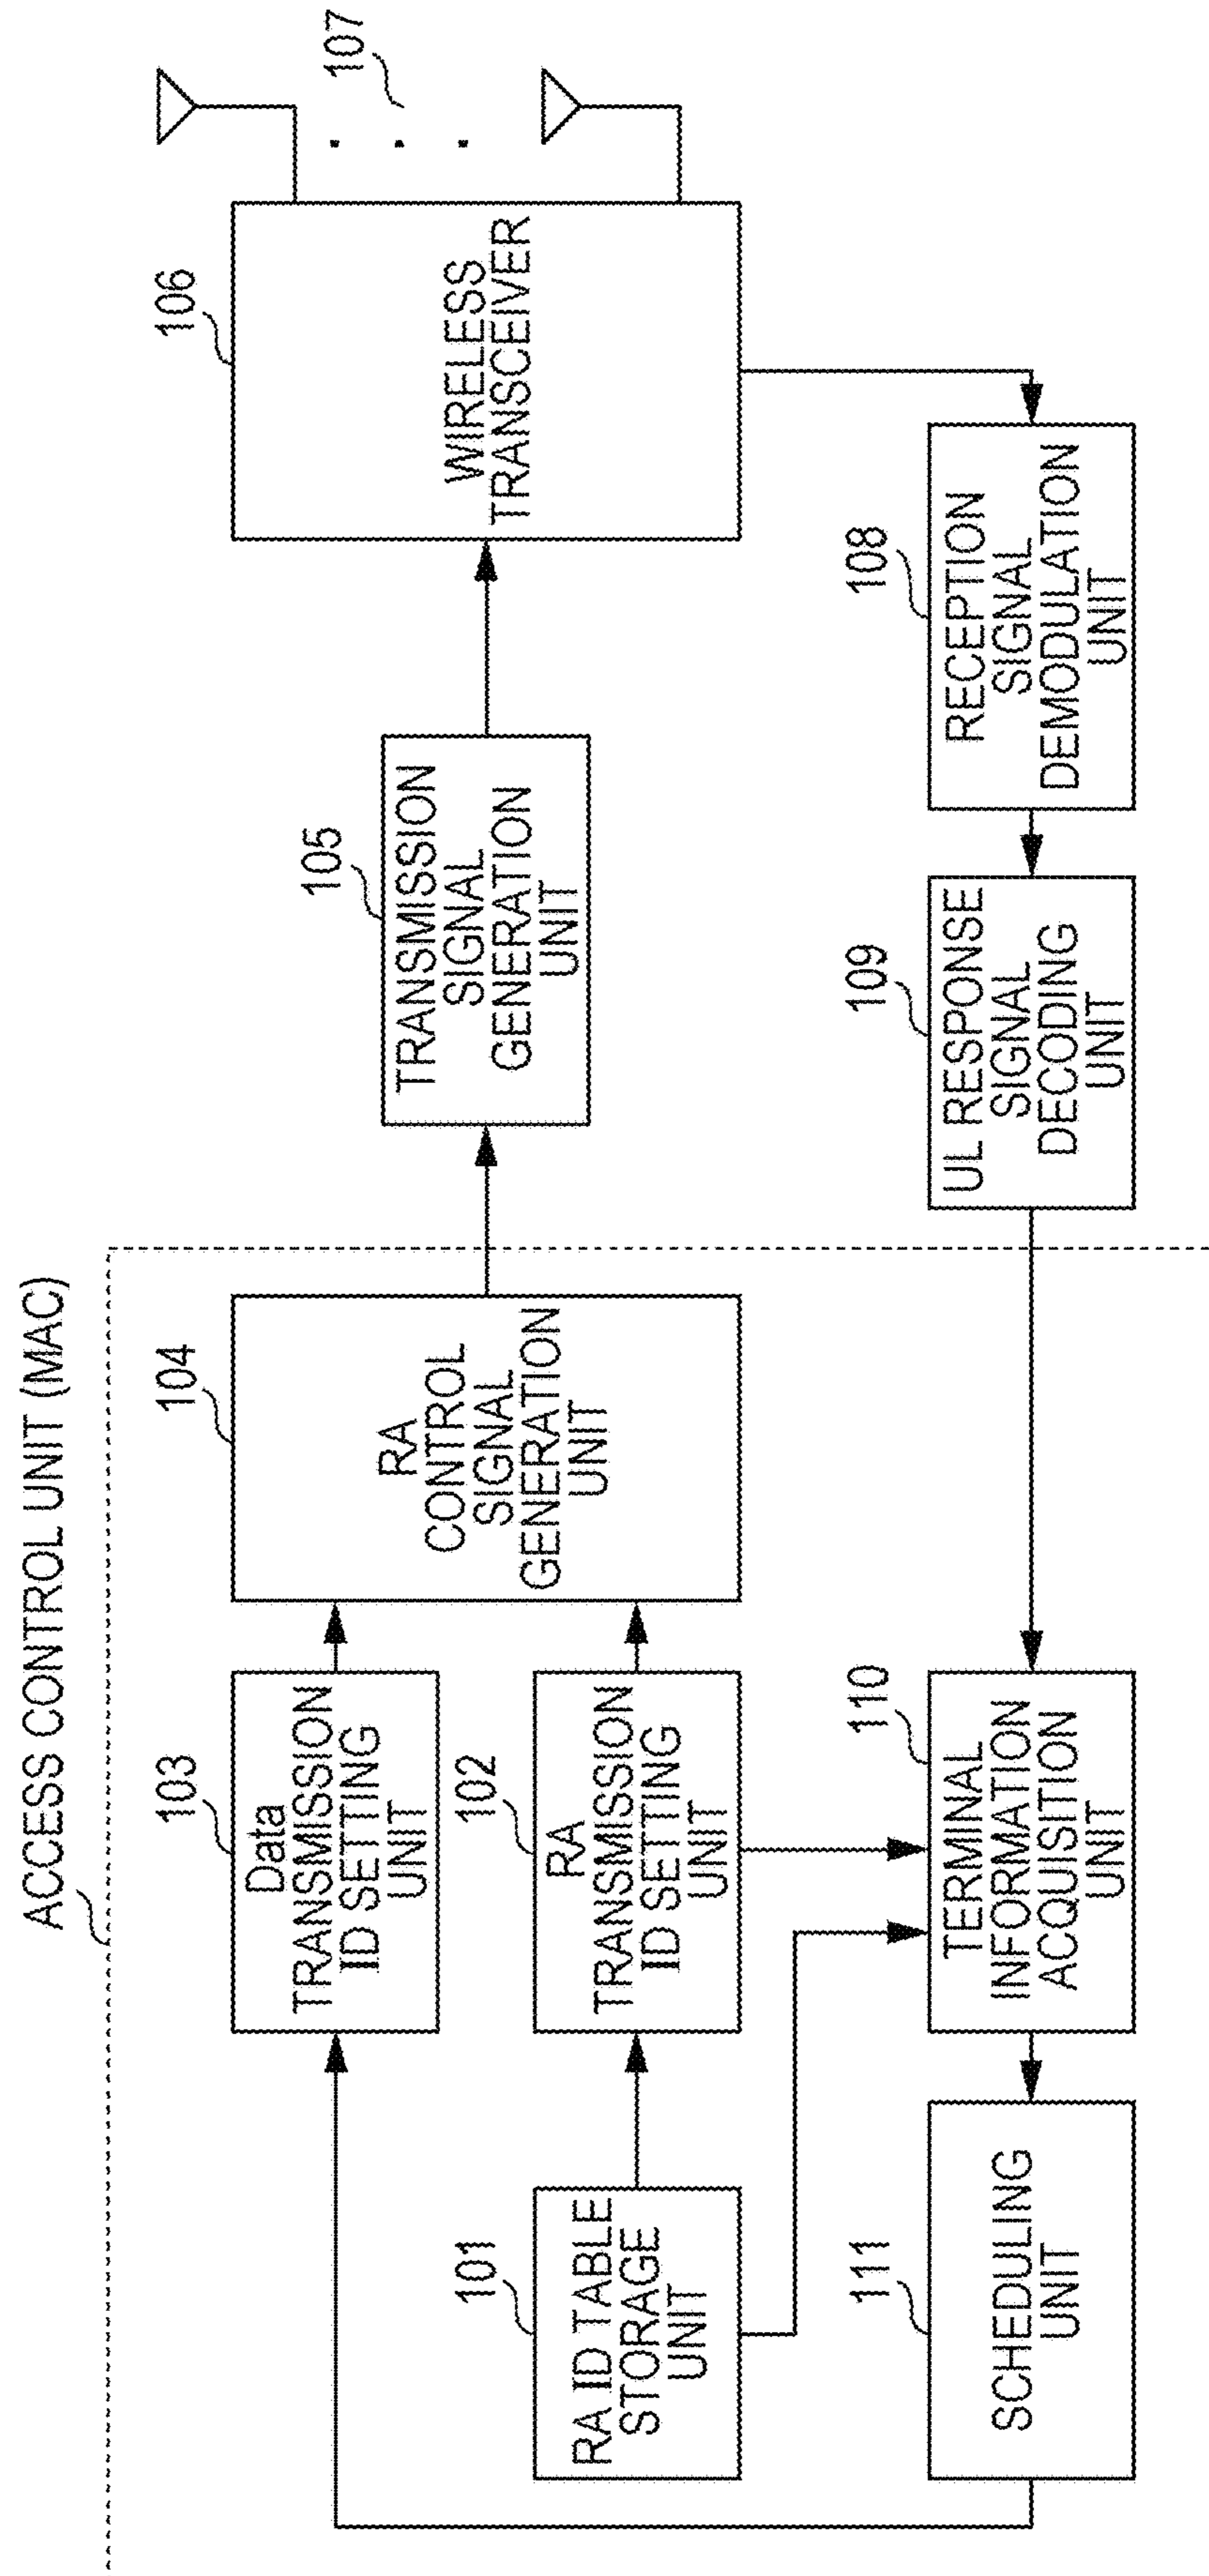 ACCESS CONTROL UNIT (MAC)
103
Data
TRANSMISSION
ID SETTING
UNIT
104
RA
CONTROL
SIGNAL
GENERATION
UNIT
105
TRANSMISSION
SIGNAL
GENERATION
UNIT
106
WIRELESS
TRANSCEIVER
107
101
RA ID TABLE
STORAGE
UNIT
102
RA
TRANSMISSION
ID SETTING
UNIT
111
SCHEDULING
UNIT
110
TERMINAL
INFORMATION
ACQUISITION
UNIT
109
UL RESPONSE
SIGNAL
DECODING
UNIT
108
RECEPTION
SIGNAL
DEMODULATION
UNIT